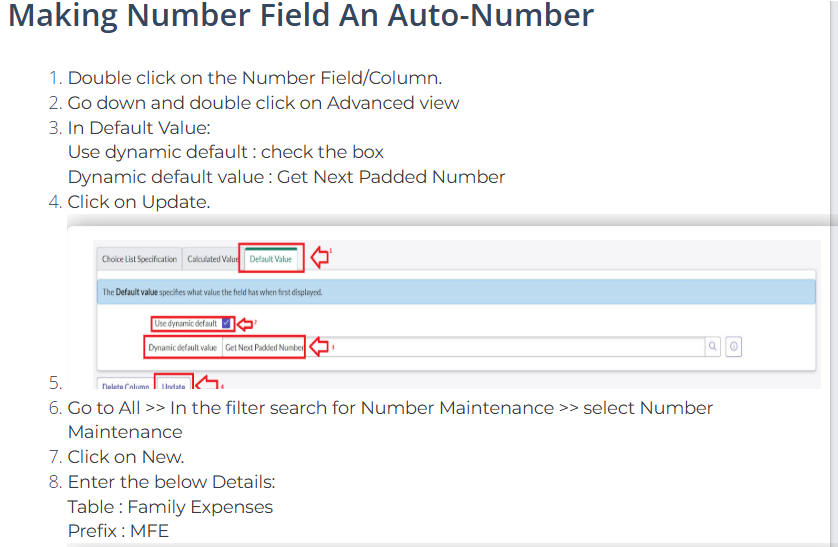 Making Number Field An Auto-Number
1. Double click on the Number Field/Column.
2. Go down and double click on Advanced view
3. In Default Value:
Use dynamic default : check the box
Dynamic default value : Get Next Padded Number
4. Click on Update.
Choice List Specification Calculated Value Default Value 1
The Default value specifies what value the field has when first displayed.
Use dynamic default 2
Dynamic default value Get Next Padded Number 3
Delete Column Update 4
5.
6. Go to All >> In the filter search for Number Maintenance >> select Number
Maintenance
7. Click on New.
8. Enter the below Details:
Table : Family Expenses
Prefix : MFE